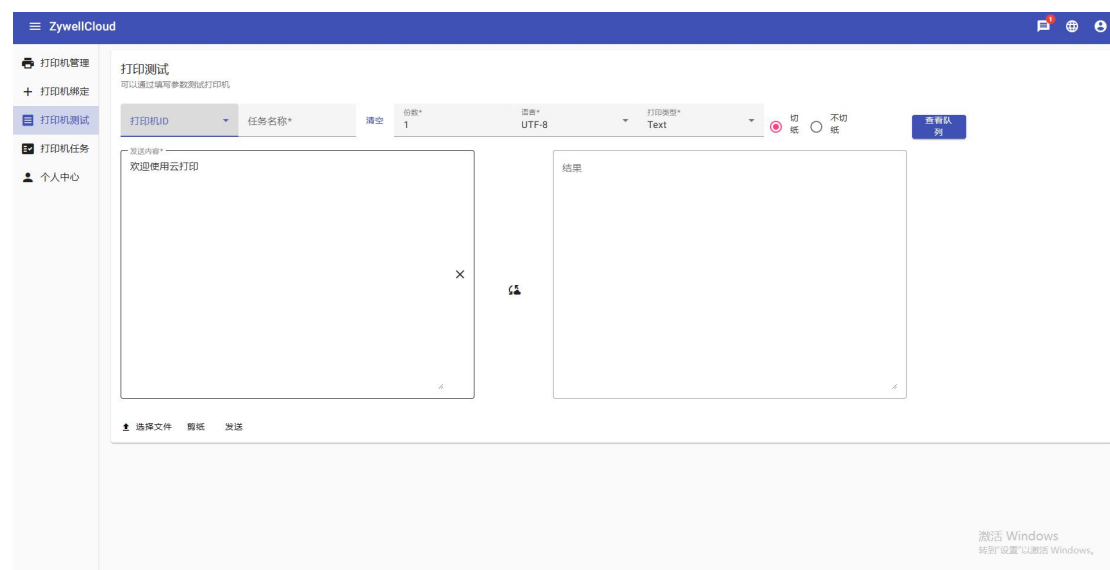 ZywellCloud
1
打印机管理
打印机绑定
打印机测试
打印机任务
个人中心
打印测试
可以通过填写参数测试打印机
打印机ID
任务名称*
清空
份数*
1
语言*
UTF-8
打印类型*
Text
切纸
不切纸
查看队列
发送内容*
欢迎使用云打印
结果
选择文件
剪纸
发送
激活 Windows
转到"设置"以激活 Windows。